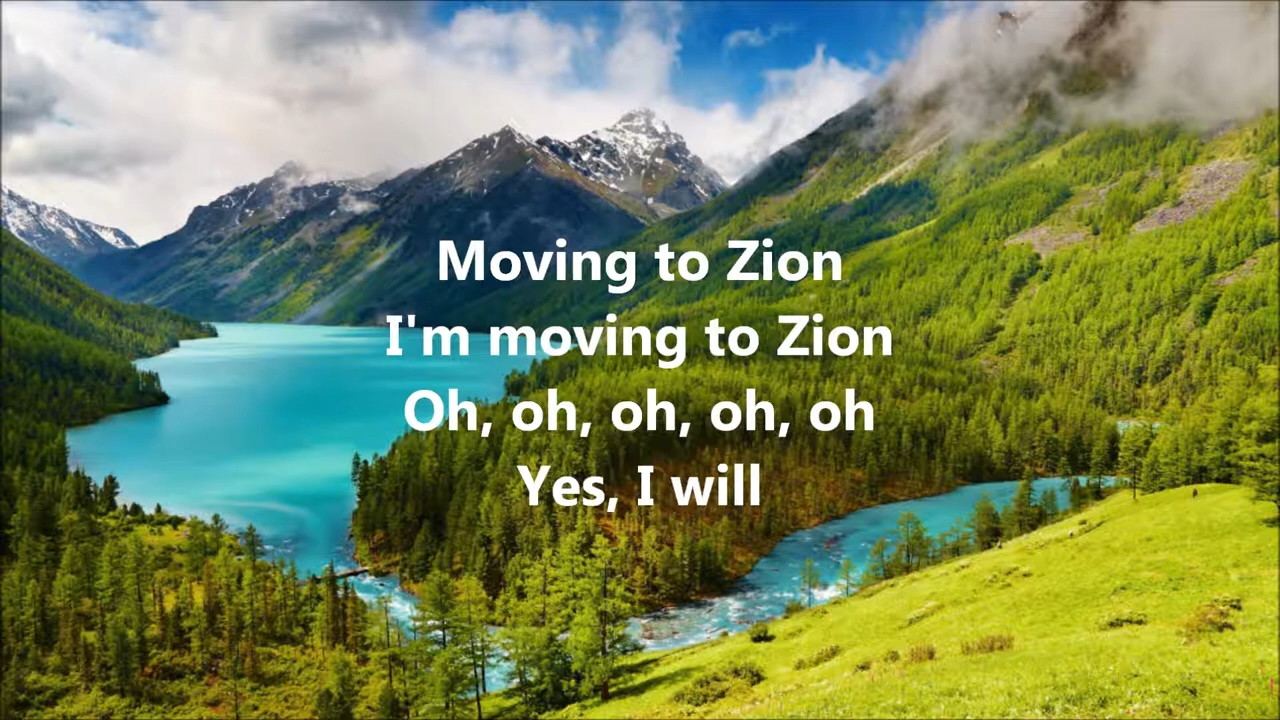 Moving to Zion
I'm moving to Zion
Oh, oh, oh, oh, oh
Yes, I will